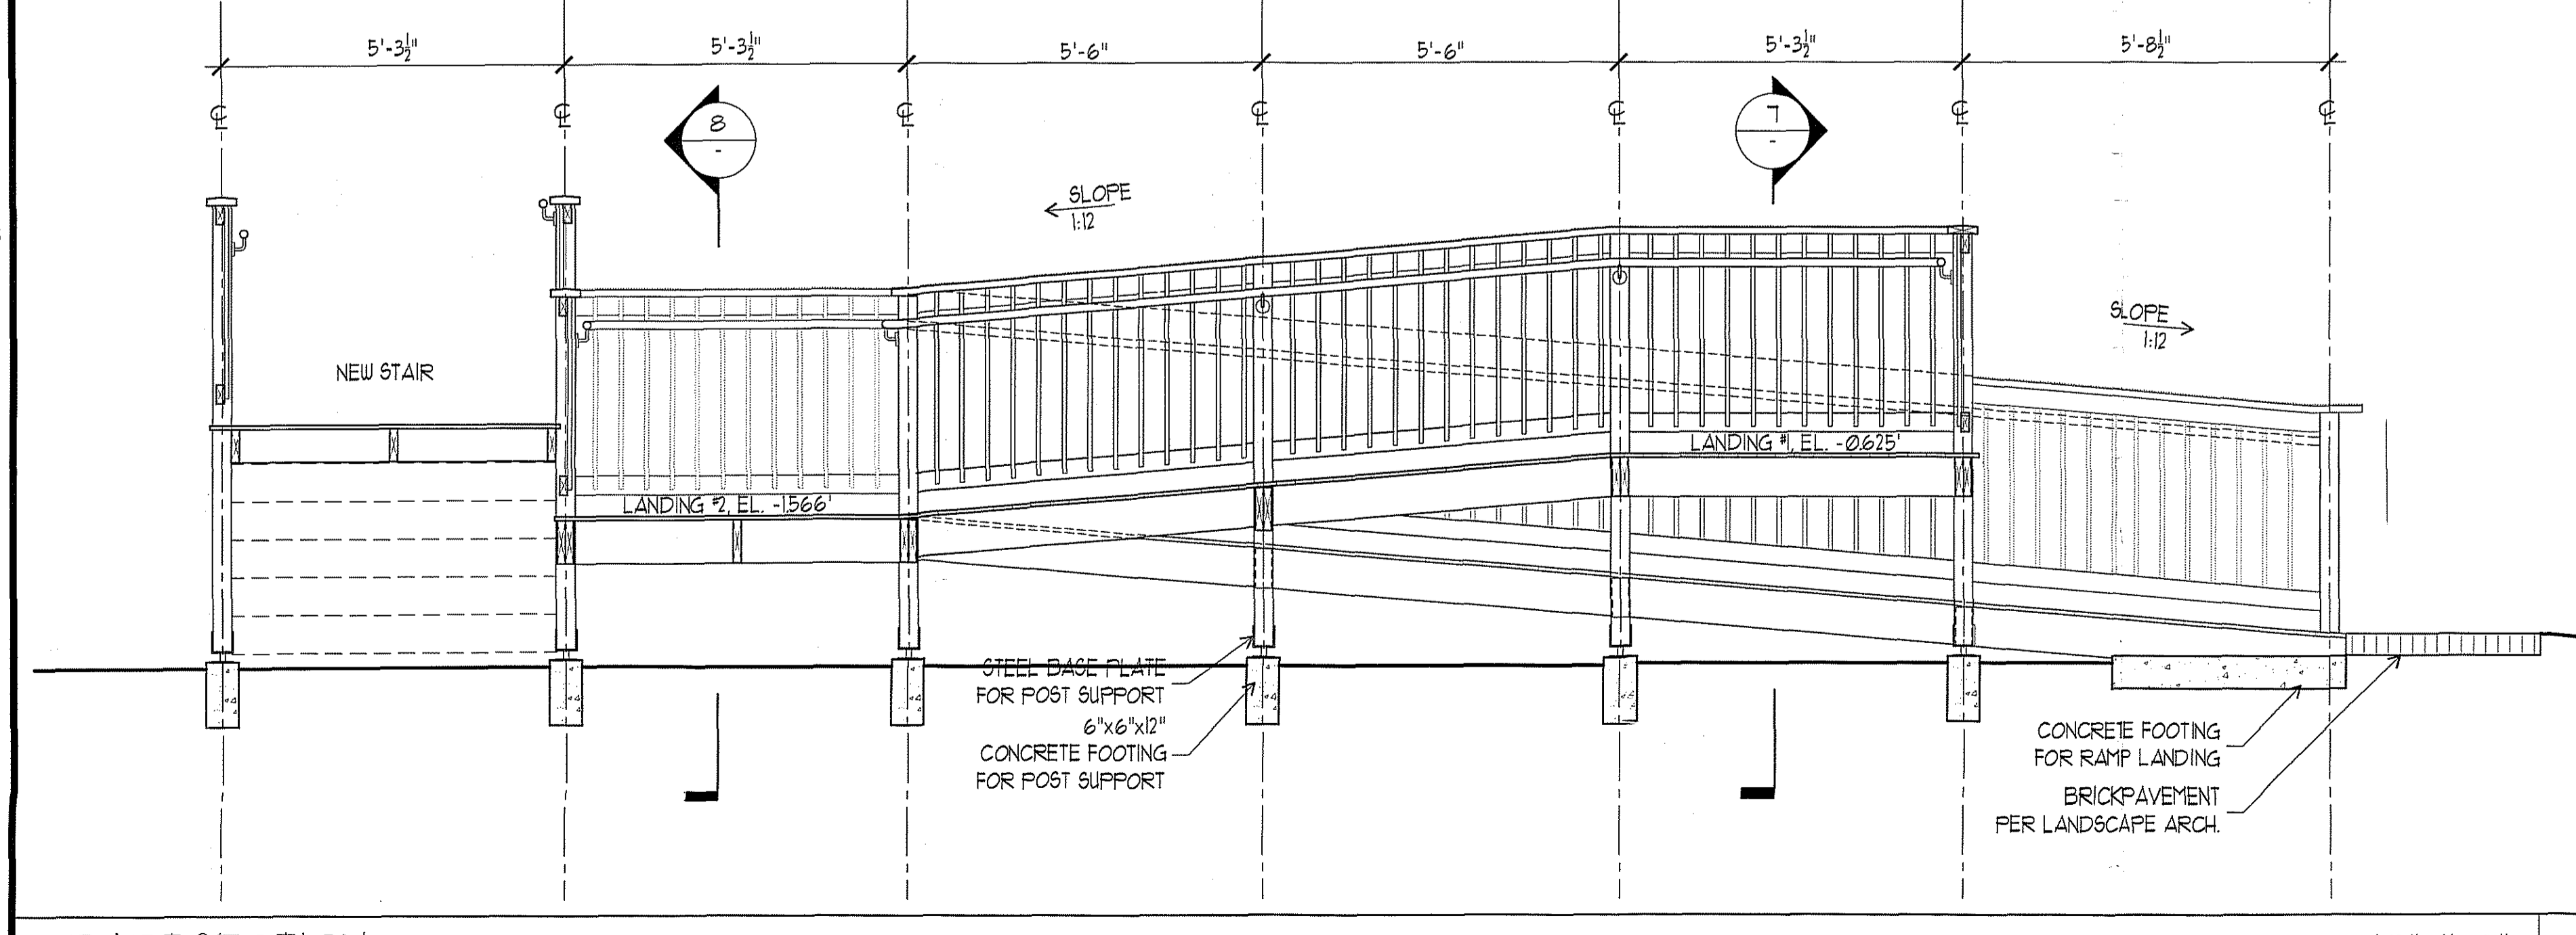 5'-3½"
5'-3½"
5'-6"
5'-6"
5'-3½"
5'-8½"
℄
℄
℄
℄
℄
℄
℄
8
-
7
-
SLOPE
1:12
SLOPE
1:12
NEW STAIR
LANDING #1, EL. -0.625'
LANDING #2, EL. -1.566'
STEEL BASE PLATE
FOR POST SUPPORT
6"x6"x12"
CONCRETE FOOTING
FOR POST SUPPORT
CONCRETE FOOTING
FOR RAMP LANDING
BRICKPAVEMENT
PER LANDSCAPE ARCH.